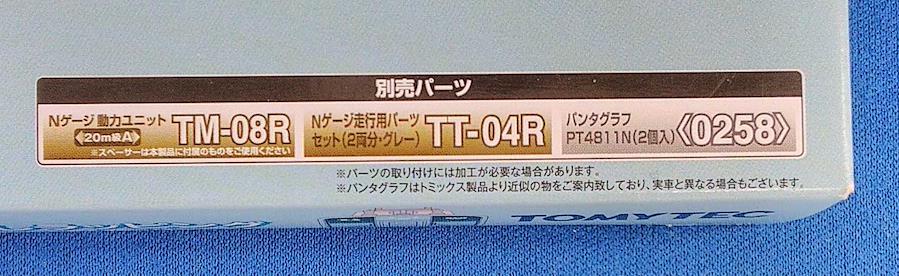 別売パーツ
Nゲージ 動力ユニット
20m級A
TM-08R
※スペーサーは本製品に付属のものをご使用ください
Nゲージ走行用パーツ
セット(2両分・グレー)
TT-04R
パンタグラフ
PT4811N(2個入)
《0258》
※パーツの取り付けには加工が必要な場合があります。
※パンタグラフはトミックス製品より近似の物をご案内致しており、実車と異なる場合もございます。
TOMYTEC